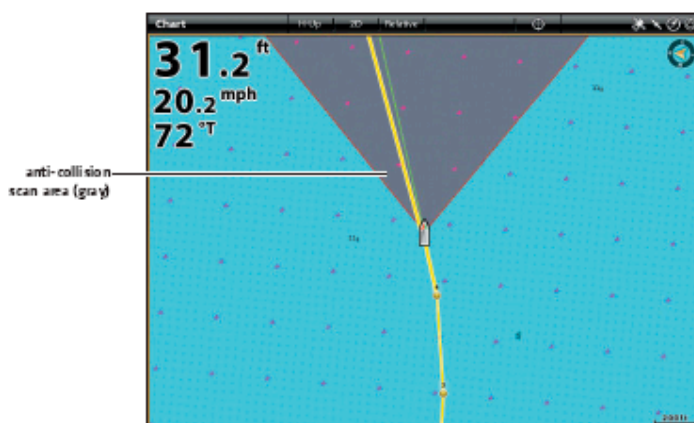 Chart H-Up 2D Relative
31.2 ft
20.2 mph
72 °T
anti-collision
scan area (gray)